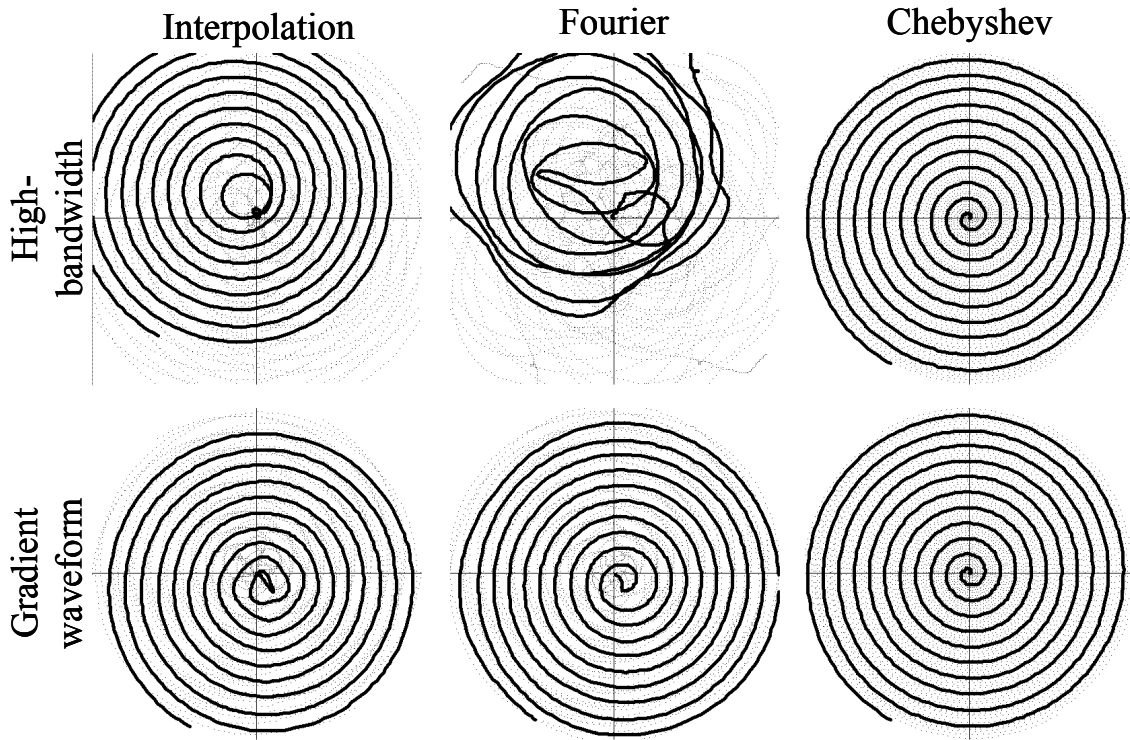 Interpolation
Fourier
Chebyshev
High-
bandwidth
Gradient
waveform